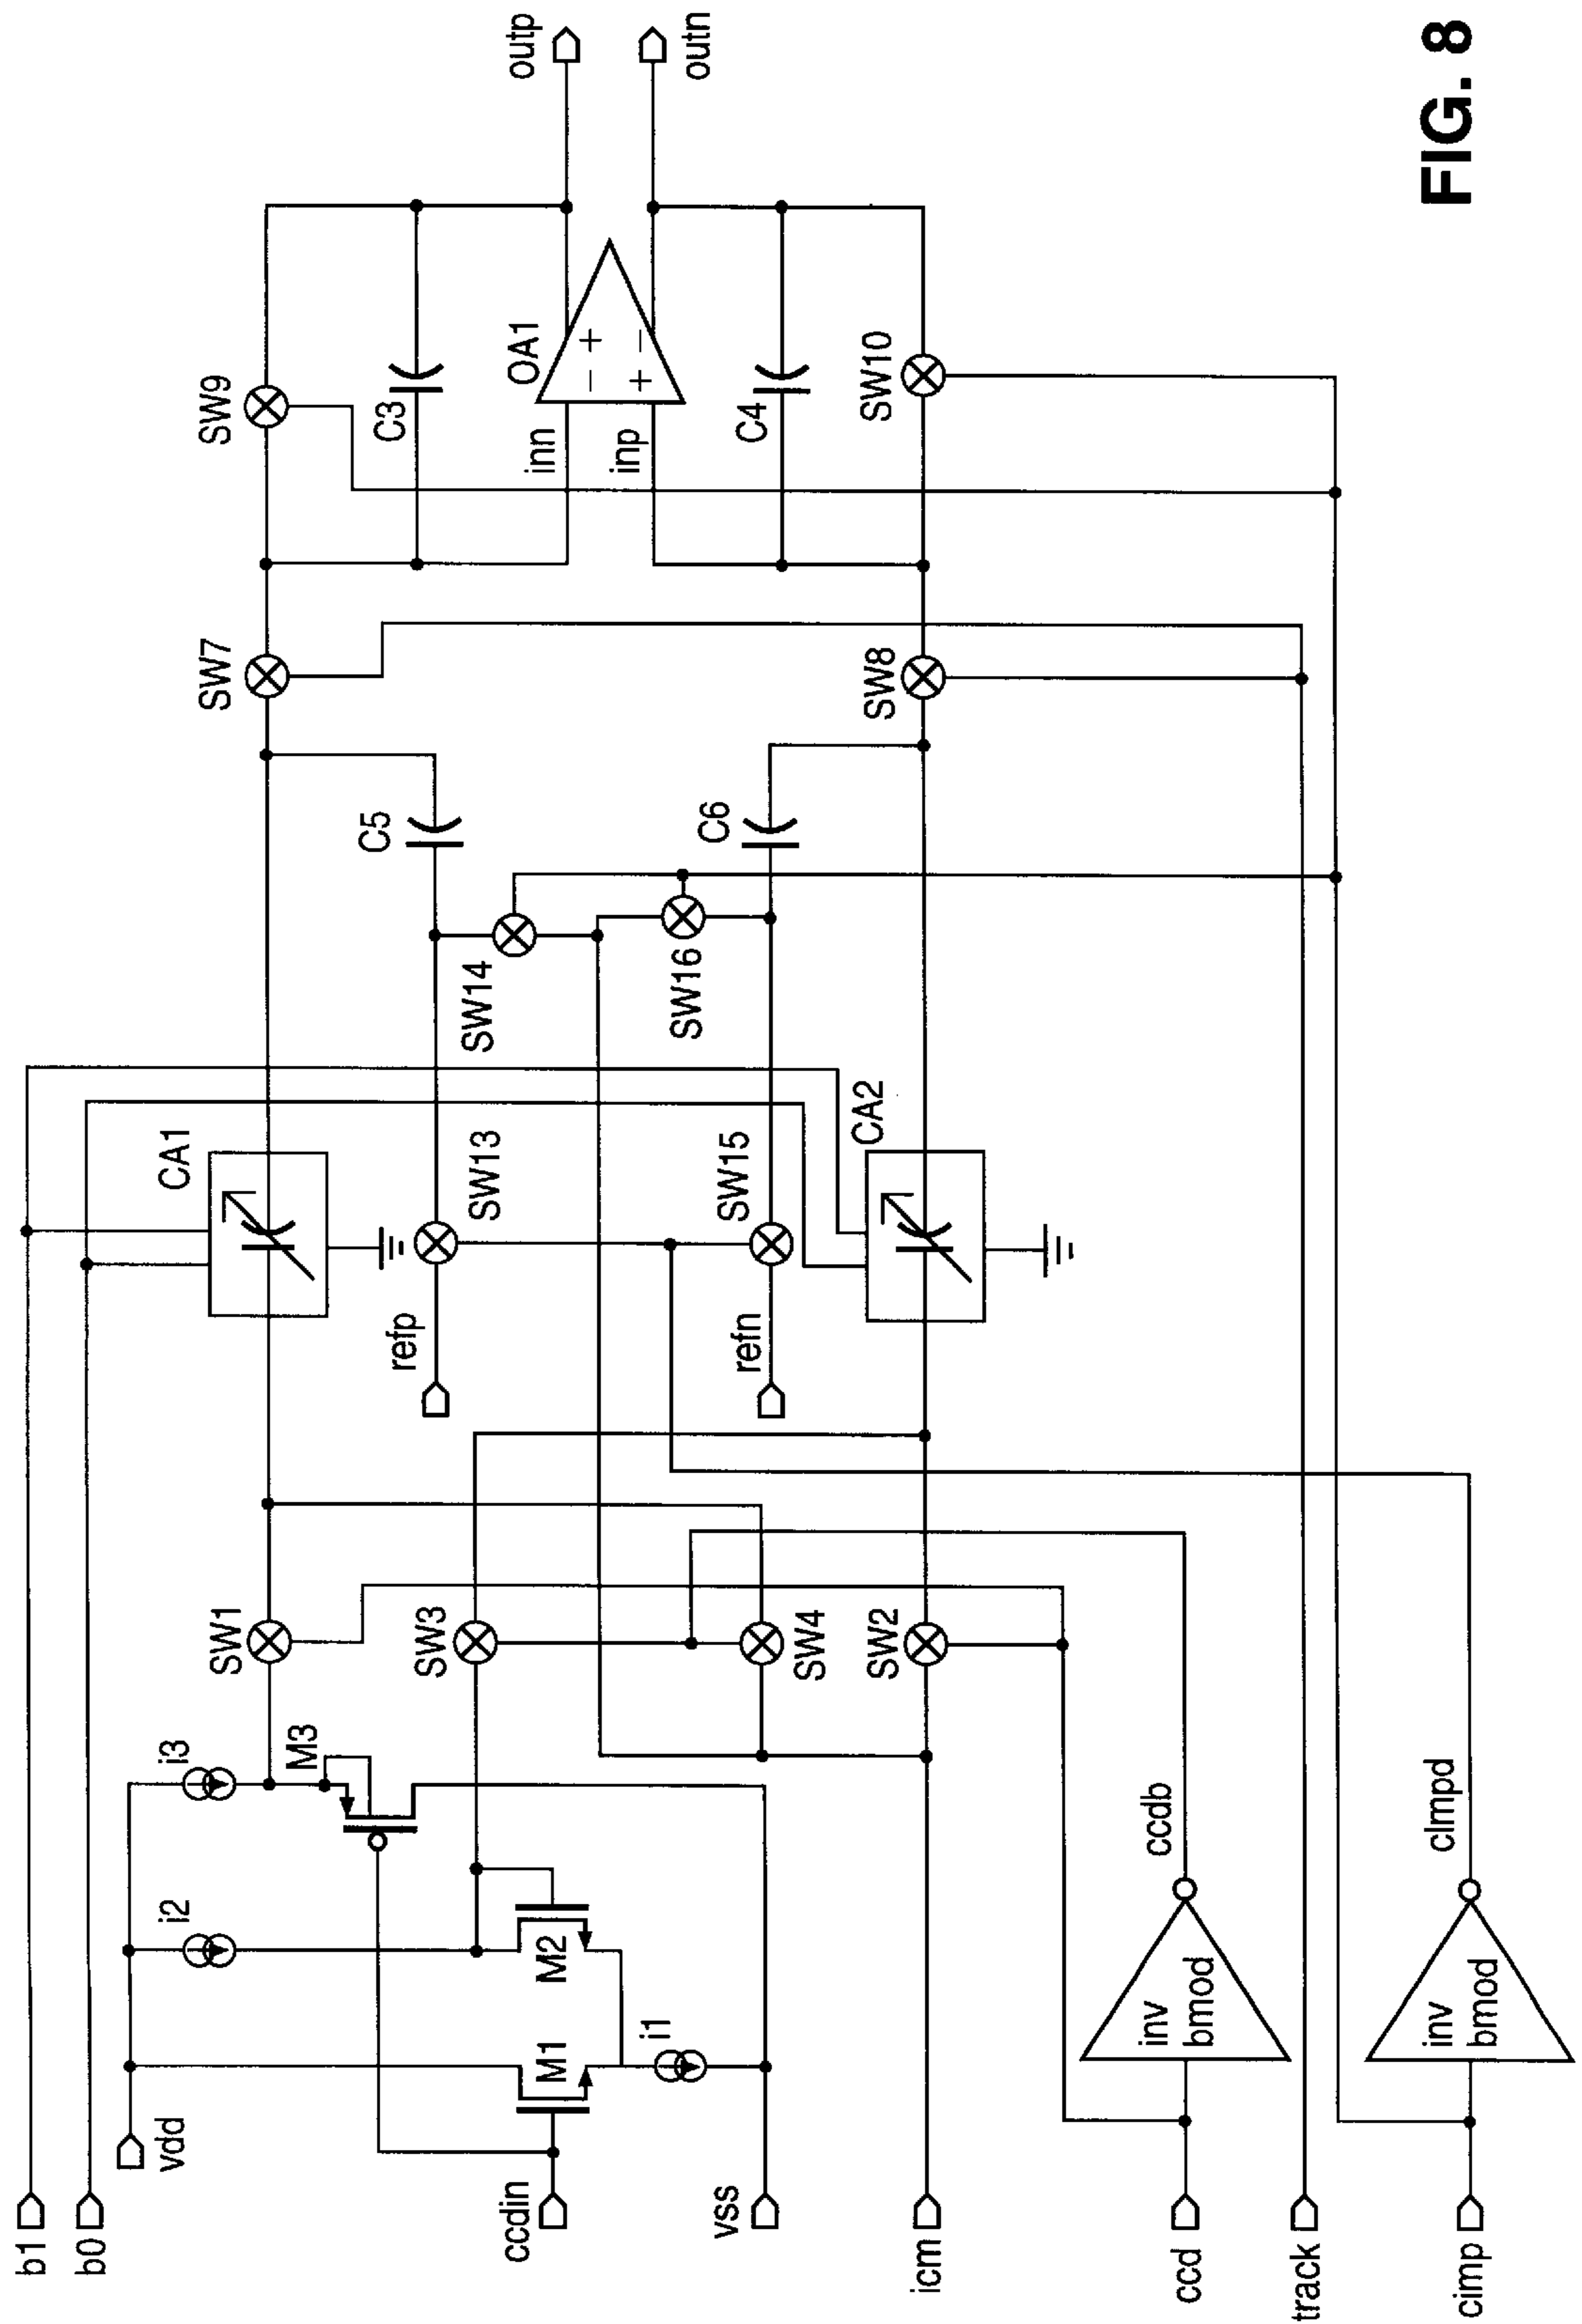 b1
b0
vdd
ccdin
vss
icm
ccd
track
cimp
i2
i3
M1
M2
M3
i1
SW1
SW3
SW4
SW2
inv
bmod
ccdb
inv
bmod
clmpd
refp
refn
CA1
SW13
SW15
CA2
SW14
SW16
C5
C6
SW7
SW8
SW9
C3
inn
inp
C4
SW10
OA1
− +
+ −
outp
outn
FIG. 8